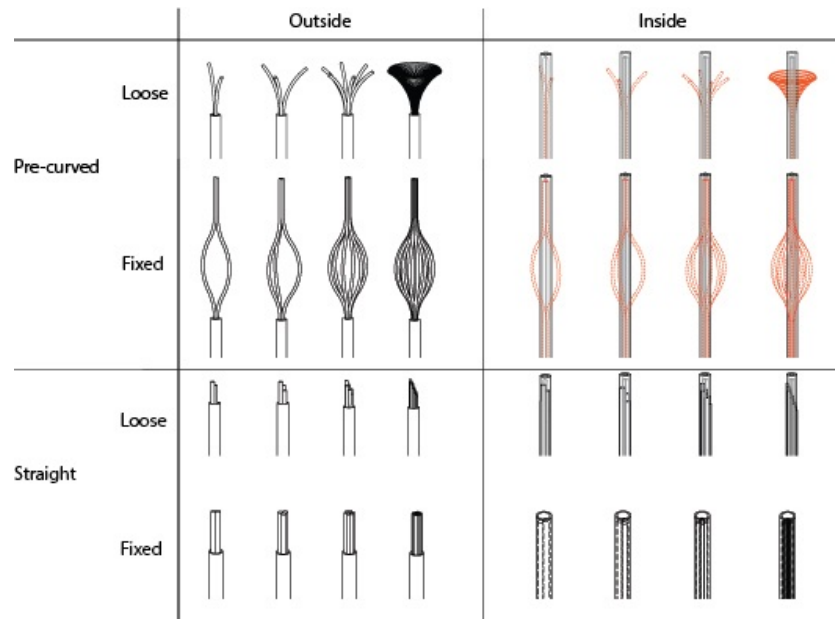 Outside
Inside
Loose
Pre-curved
Fixed
Loose
Straight
Fixed